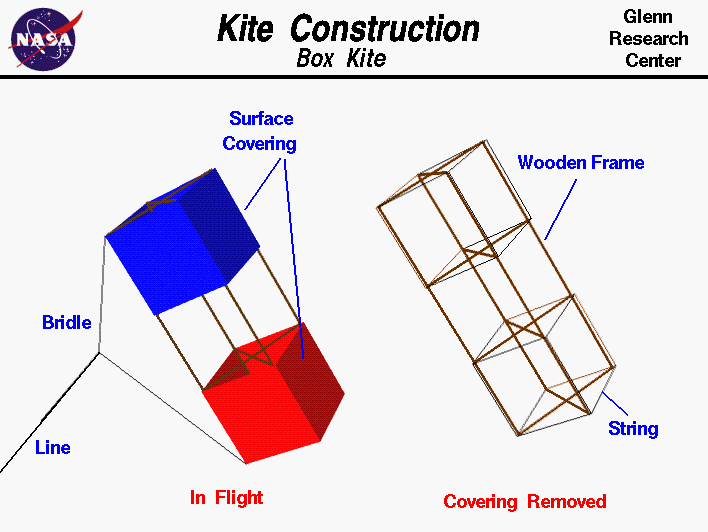 NASA
Kite Construction
Box Kite
Glenn
Research
Center
Surface
Covering
Wooden Frame
Bridle
Line
String
In Flight
Covering Removed